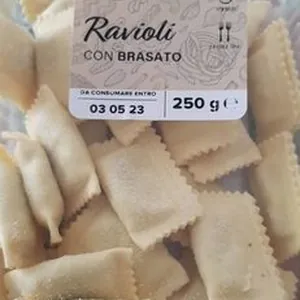 Ravioli
CON BRASATO
DA CONSUMARE ENTRO
03 05 23
250 g e